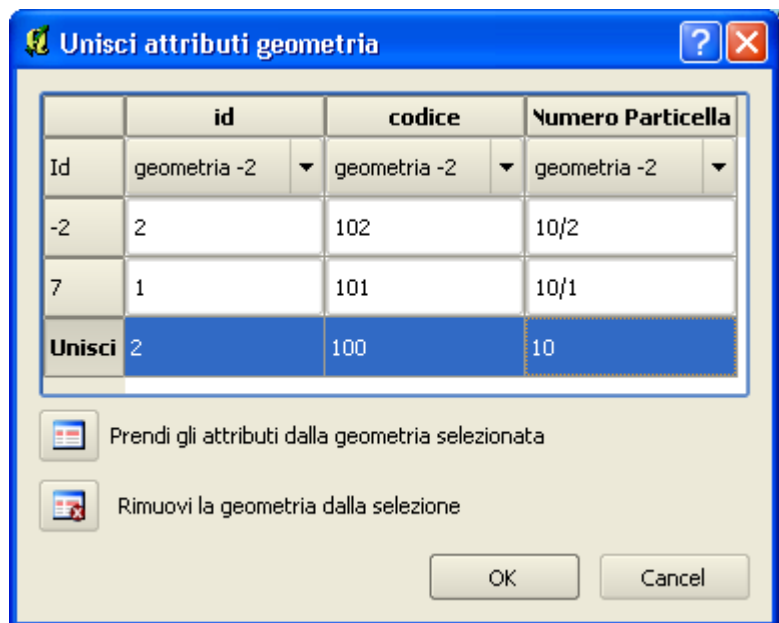 Unisci attributi geometria
id codice Numero Particella
Id geometria -2 geometria -2 geometria -2
-2 2 102 10/2
7 1 101 10/1
Unisci 2 100 10
Prendi gli attributi dalla geometria selezionata
Rimuovi la geometria dalla selezione
OK Cancel